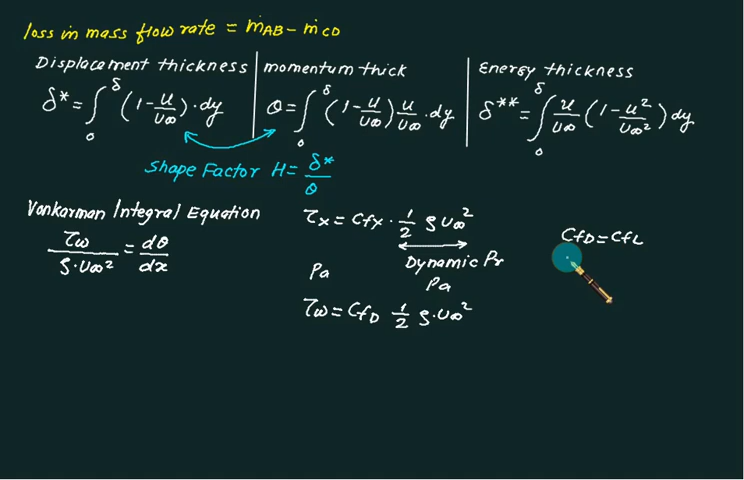 loss in mass flow rate = ṁAB - ṁCD
Displacement thickness
δ* = ∫₀^δ (1 - u/u∞) · dy
momentum thick
θ = ∫₀^δ (1 - u/u∞) u/u∞ · dy
Energy thickness
δ** = ∫₀^δ u/u∞ (1 - u²/u∞²) dy
Shape Factor H = δ*/θ
Vonkarman Integral Equation
τw/(ρ·u∞²) = dθ/dx
τx = Cfx · 1/2 ρ u∞²
Pa
Dynamic Pr
Pa
τw = CfD 1/2 ρ·u∞²
CfD = CfL